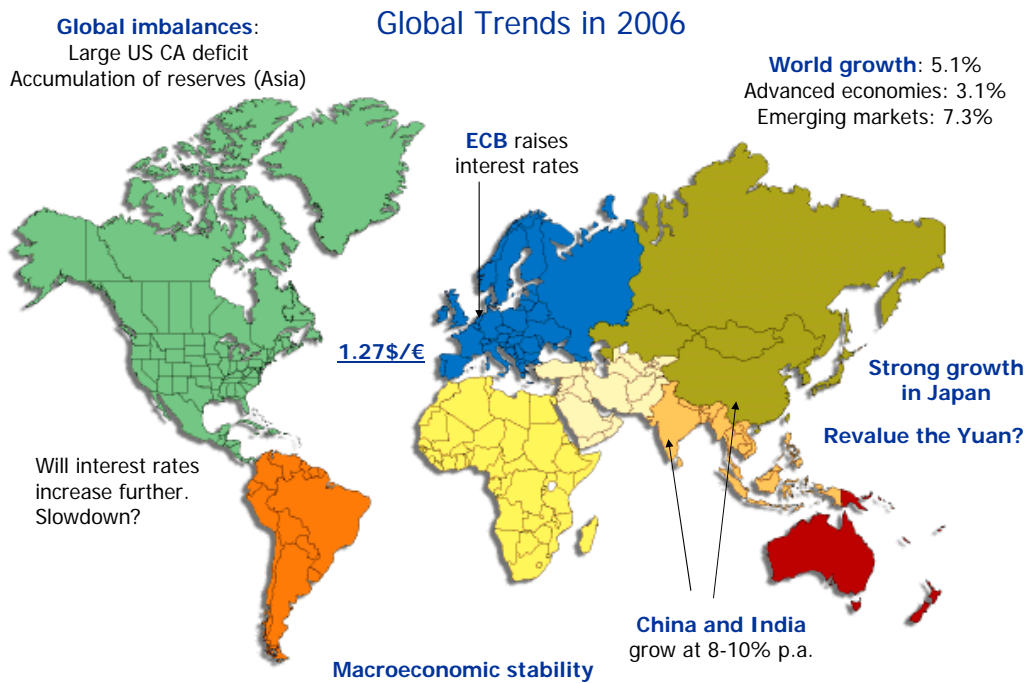 Global Trends in 2006
Global imbalances:
Large US CA deficit
Accumulation of reserves (Asia)
World growth: 5.1%
Advanced economies: 3.1%
Emerging markets: 7.3%
ECB raises
interest rates
1.27$/€
Strong growth
in Japan
Revalue the Yuan?
Will interest rates
increase further.
Slowdown?
China and India
grow at 8-10% p.a.
Macroeconomic stability